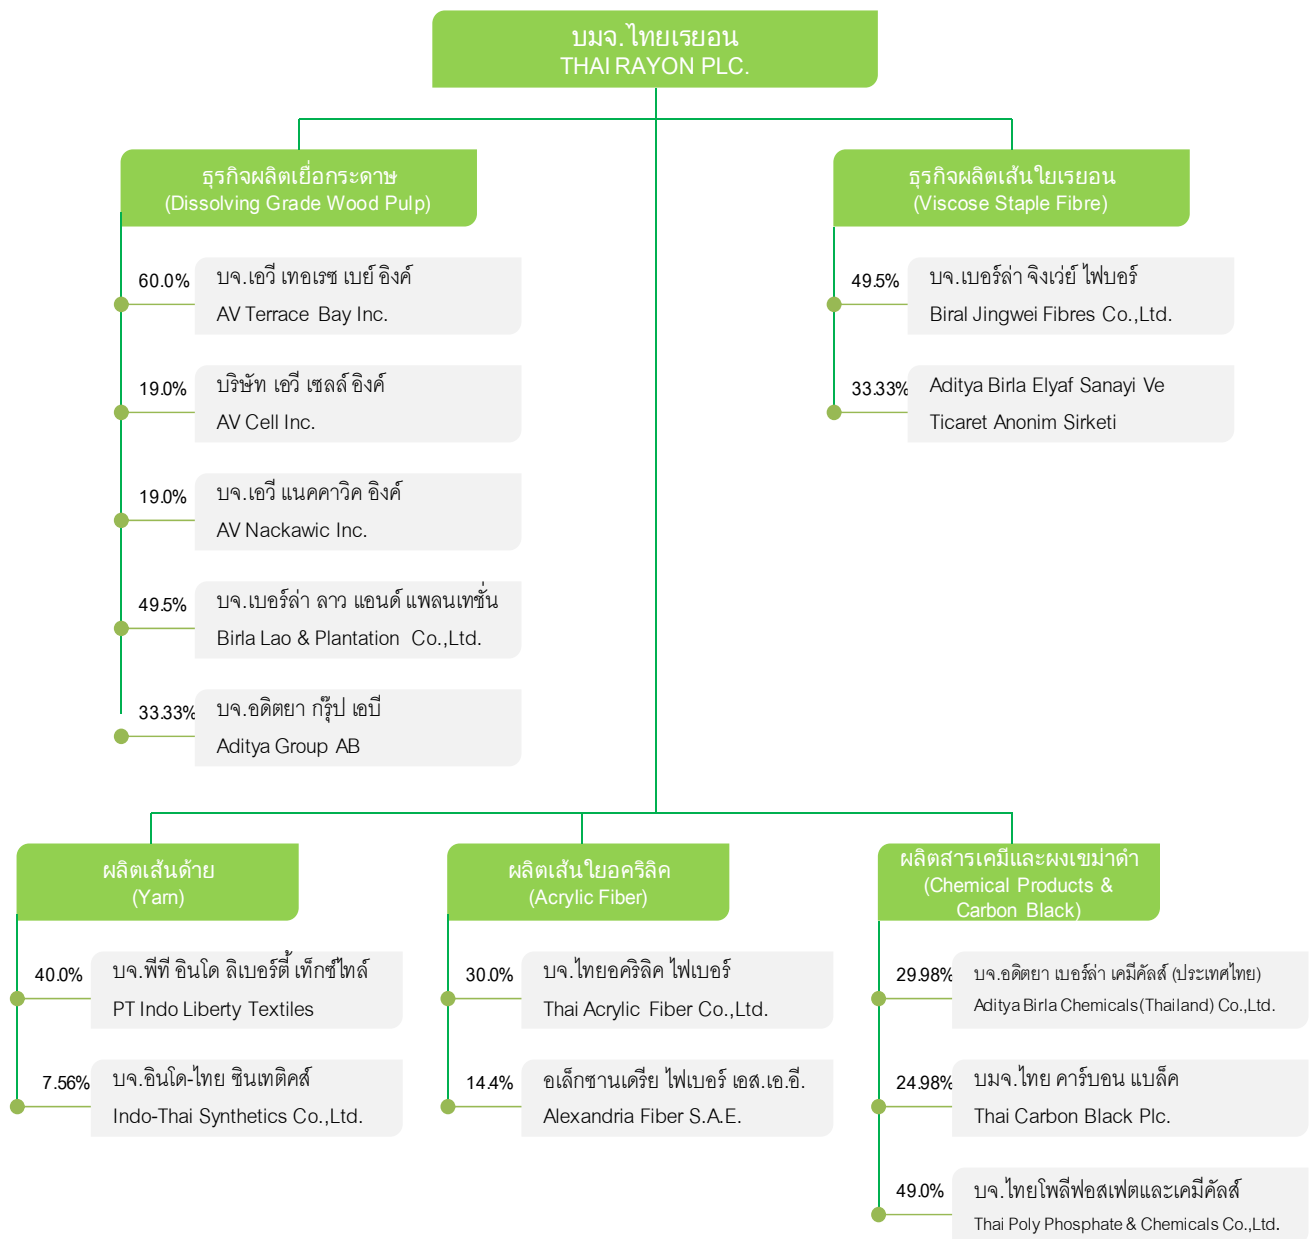 บมจ.ไทยเรยอน
THAI RAYON PLC.
ธุรกิจผลิตเยื่อกระดาษ
(Dissolving Grade Wood Pulp)
ธุรกิจผลิตเส้นใยเรยอน
(Viscose Staple Fibre)
60.0%
บจ.เอวี เทอเรซ เบย์ อิงค์
AV Terrace Bay Inc.
19.0%
บริษัท เอวี เซลล์ อิงค์
AV Cell Inc.
19.0%
บจ.เอวี แนคคาวิค อิงค์
AV Nackawic Inc.
49.5%
บจ.เบอร์ล่า ลาว แอนด์ แพลนเทชั่น
Birla Lao & Plantation Co.,Ltd.
33.33%
บจ.อดิตยา กรุ๊ป เอบี
Aditya Group AB
49.5%
บจ.เบอร์ล่า จิงเว่ย์ ไฟบอร์
Biral Jingwei Fibres Co.,Ltd.
33.33%
Aditya Birla Elyaf Sanayi Ve
Ticaret Anonim Sirketi
ผลิตเส้นด้าย
(Yarn)
40.0%
บจ.พีที อินโด ลิเบอร์ตี้ เท็กซ์ไทล์
PT Indo Liberty Textiles
7.56%
บจ.อินโด-ไทย ซินเทติคส์
Indo-Thai Synthetics Co.,Ltd.
ผลิตเส้นใยอคริลิค
(Acrylic Fiber)
30.0%
บจ.ไทยอคริลิค ไฟเบอร์
Thai Acrylic Fiber Co.,Ltd.
14.4%
อเล็กซานเดรีย ไฟเบอร์ เอส.เอ.อี.
Alexandria Fiber S.A.E.
ผลิตสารเคมีและผงเขม่าดำ
(Chemical Products &
Carbon Black)
29.98%
บจ.อดิตยา เบอร์ล่า เคมีคัลส์ (ประเทศไทย)
Aditya Birla Chemicals (Thailand) Co.,Ltd.
24.98%
บมจ.ไทย คาร์บอน แบล็ค
Thai Carbon Black Plc.
49.0%
บจ.ไทยโพลีฟอสเฟตและเคมีคัลส์
Thai Poly Phosphate & Chemicals Co.,Ltd.